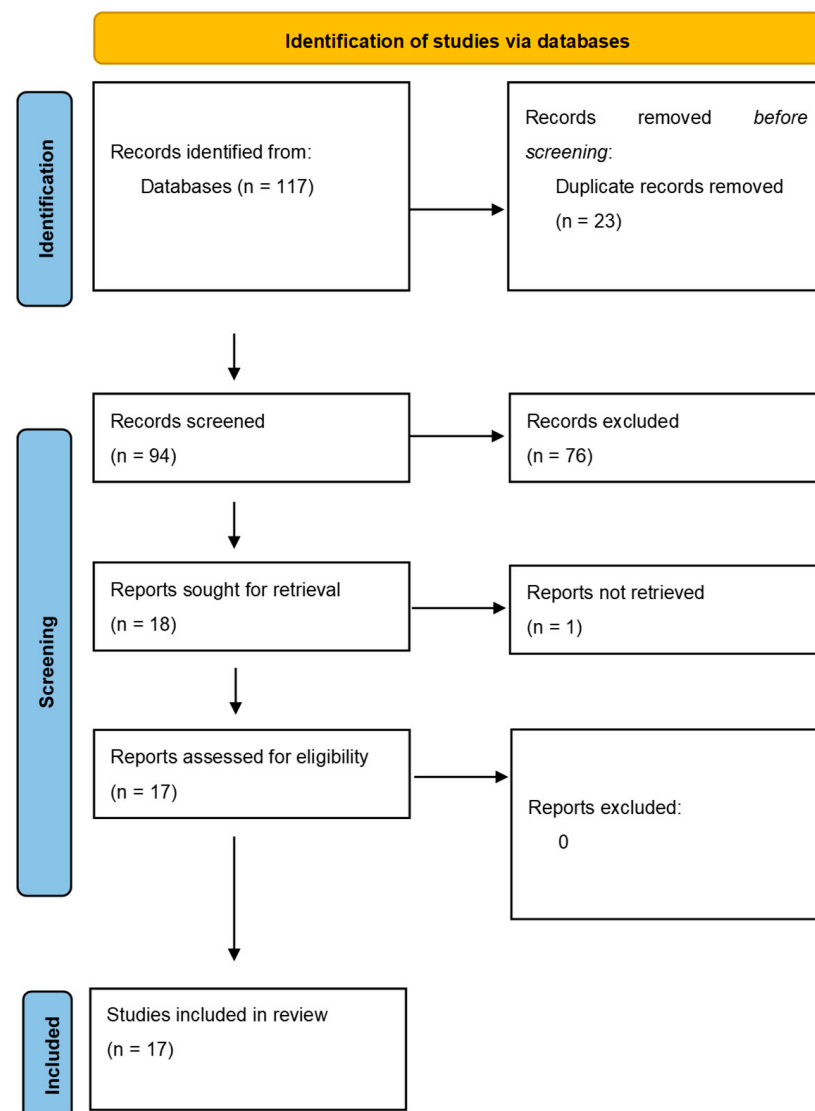 Identification of studies via databases
Identification
Records identified from:
Databases (n = 117)
Records removed before
screening:
Duplicate records removed
(n = 23)
Screening
Records screened
(n = 94)
Records excluded
(n = 76)
Reports sought for retrieval
(n = 18)
Reports not retrieved
(n = 1)
Reports assessed for eligibility
(n = 17)
Reports excluded:
0
Included
Studies included in review
(n = 17)